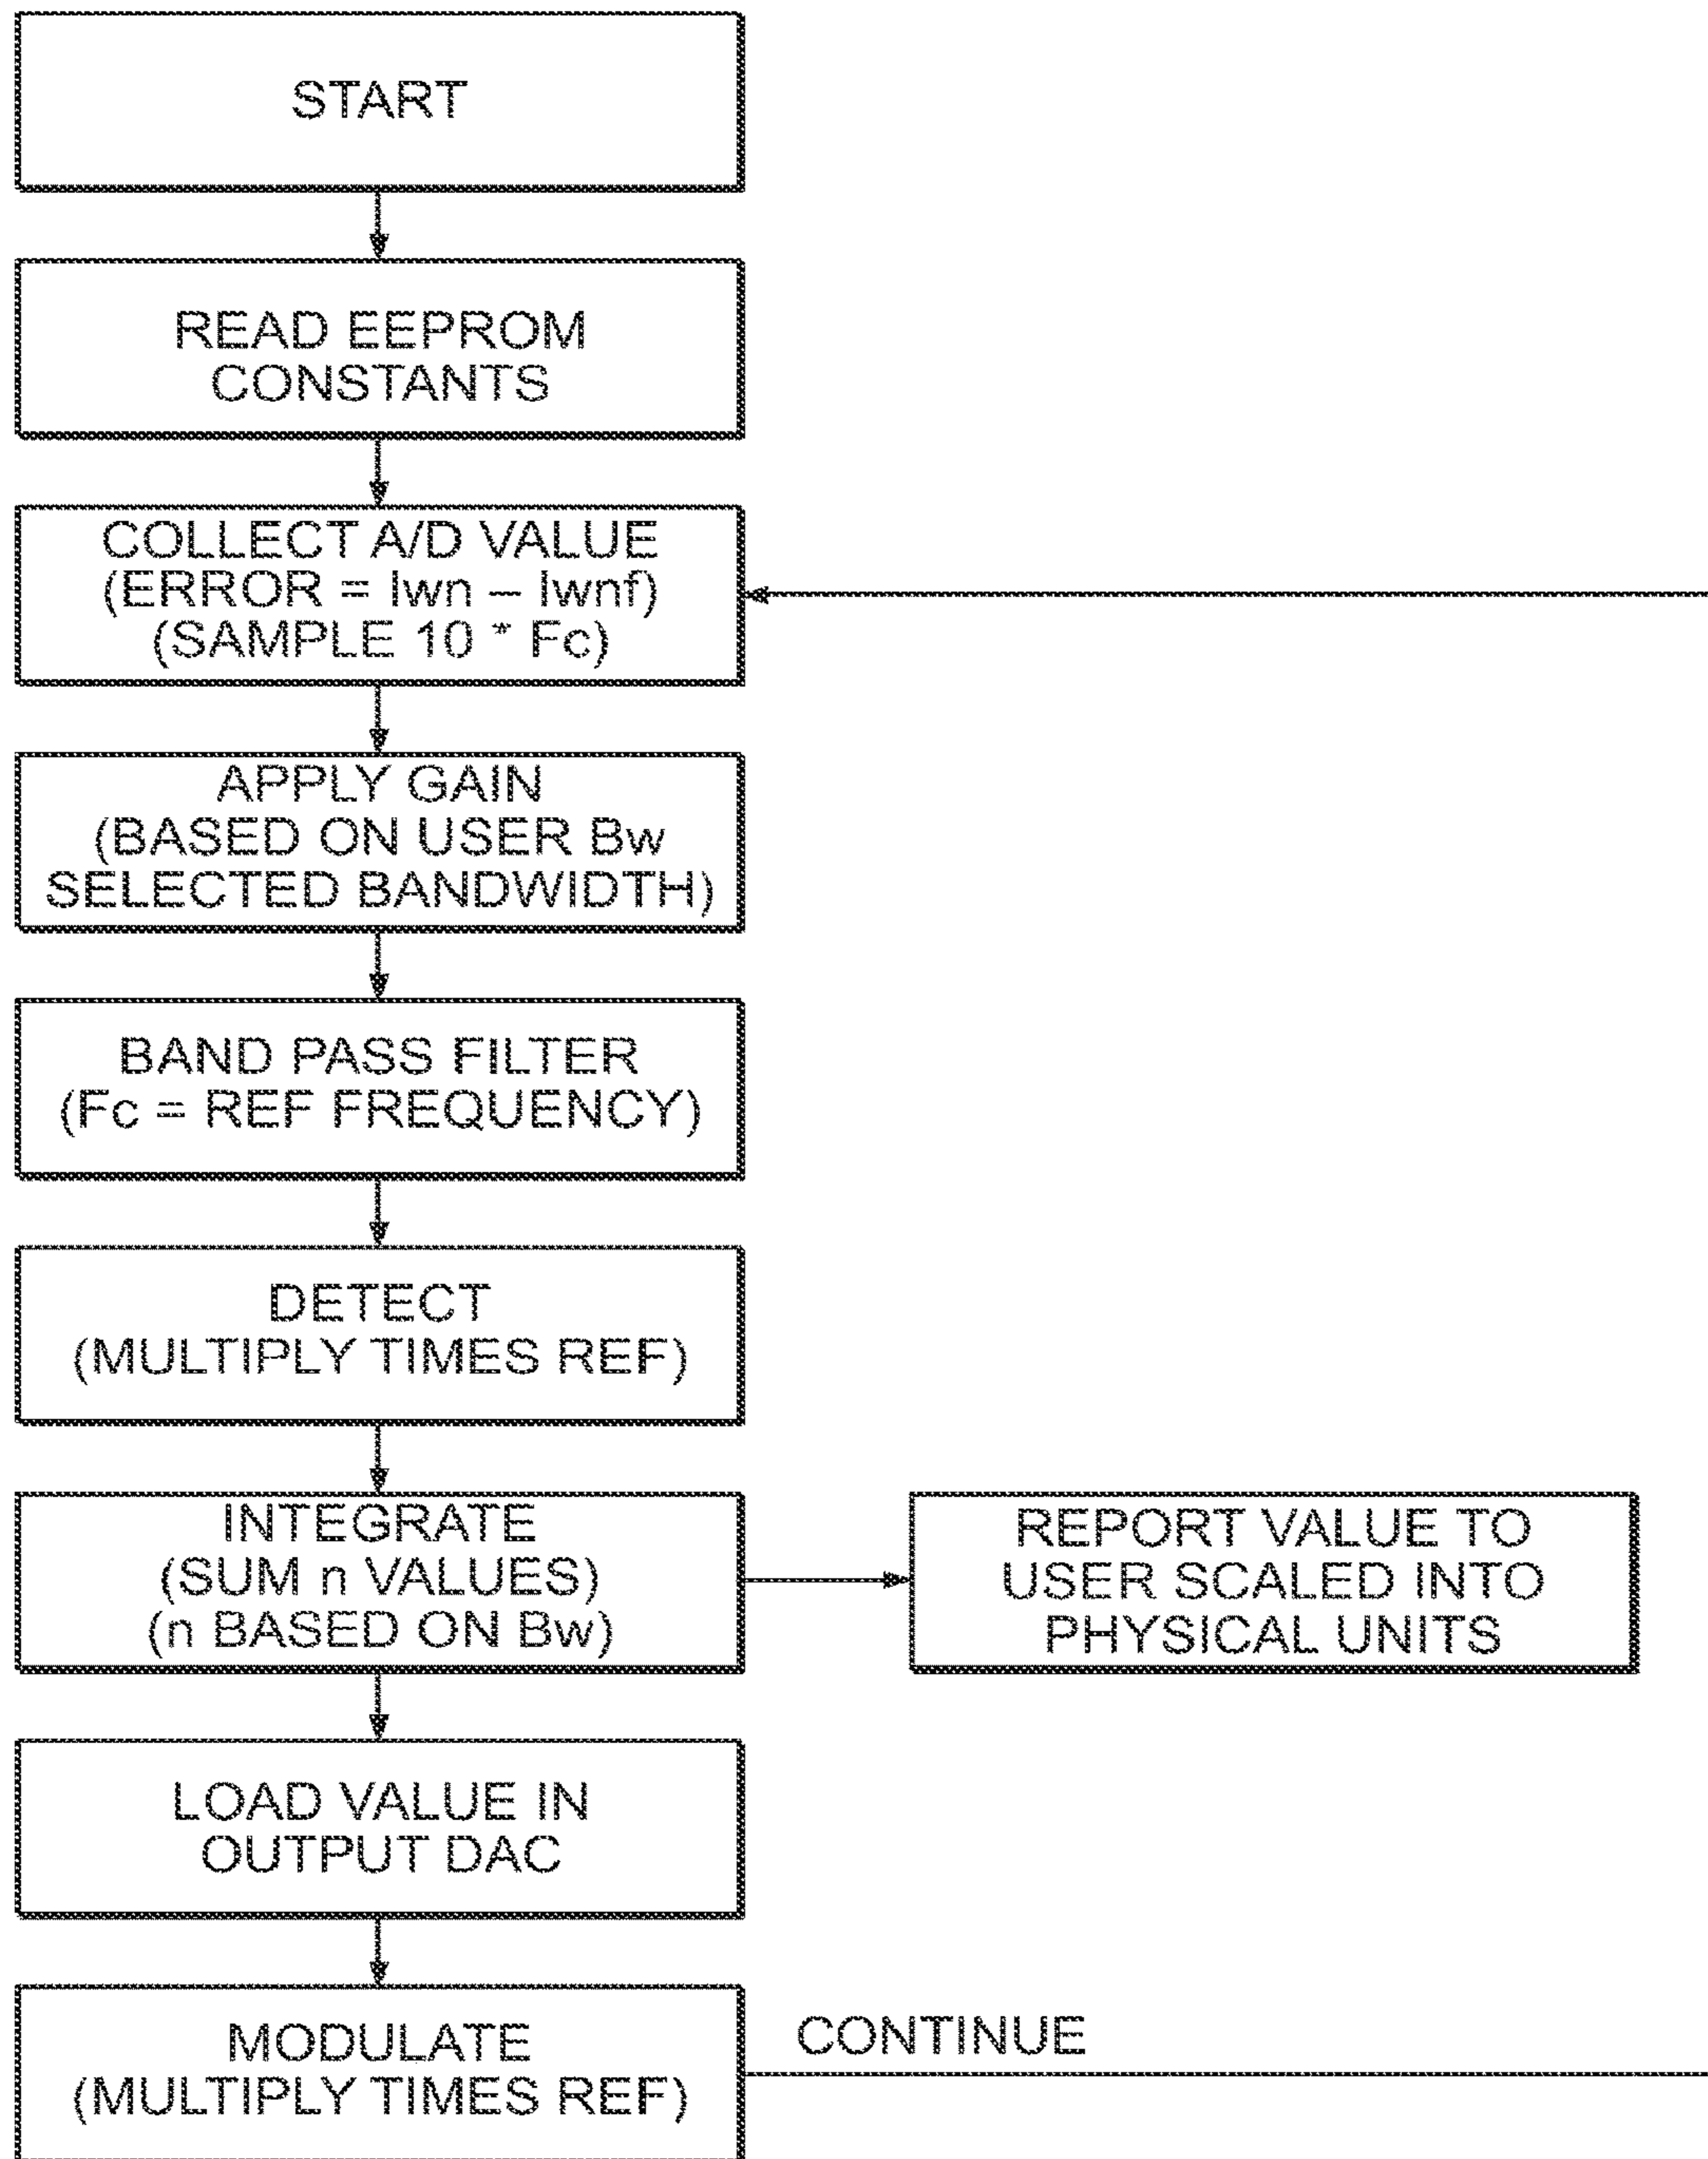 START
READ EEPROM
CONSTANTS
COLLECT A/D VALUE
(ERROR = Iwn – Iwnf)
(SAMPLE 10 * Fc)
APPLY GAIN
(BASED ON USER Bw
SELECTED BANDWIDTH)
BAND PASS FILTER
(Fc = REF FREQUENCY)
DETECT
(MULTIPLY TIMES REF)
INTEGRATE
(SUM n VALUES)
(n BASED ON Bw)
REPORT VALUE TO
USER SCALED INTO
PHYSICAL UNITS
LOAD VALUE IN
OUTPUT DAC
MODULATE
(MULTIPLY TIMES REF)
CONTINUE